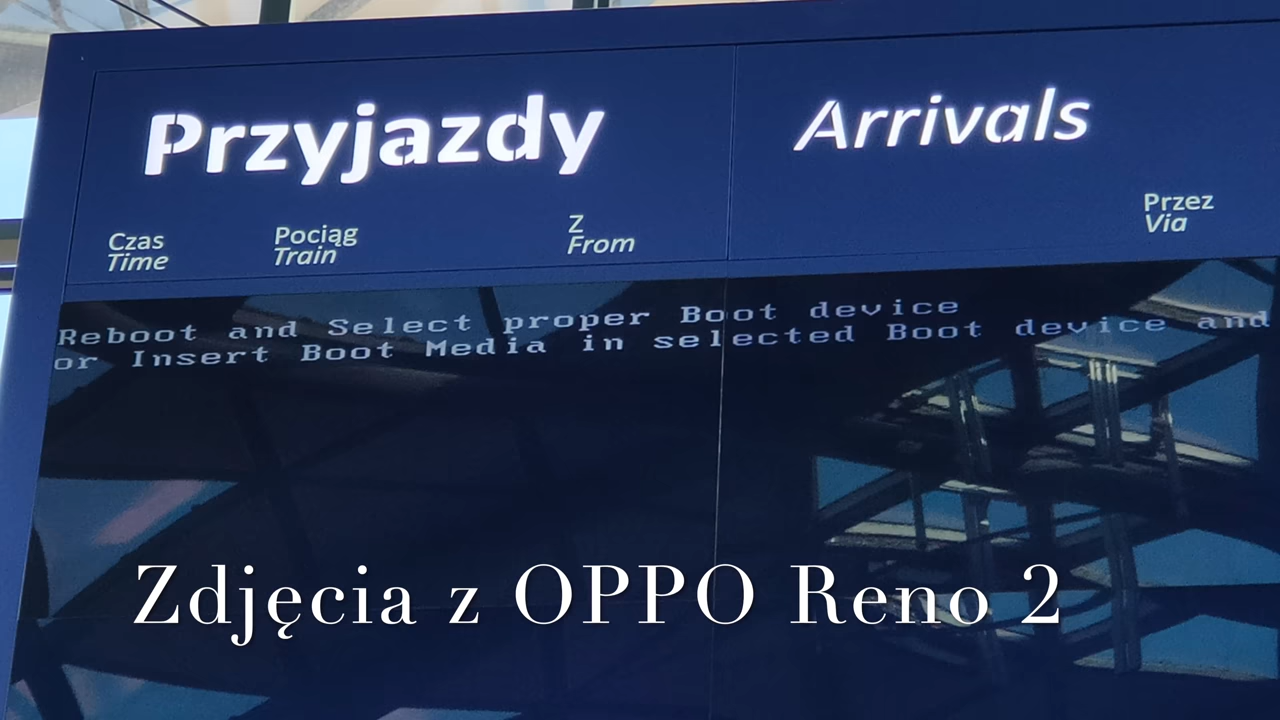 Przyjazdy
Arrivals
Czas
Time
Pociąg
Train
Z
From
Przez
Via
Reboot and Select proper Boot device
or Insert Boot Media in selected Boot device and
Zdjęcia z OPPO Reno 2